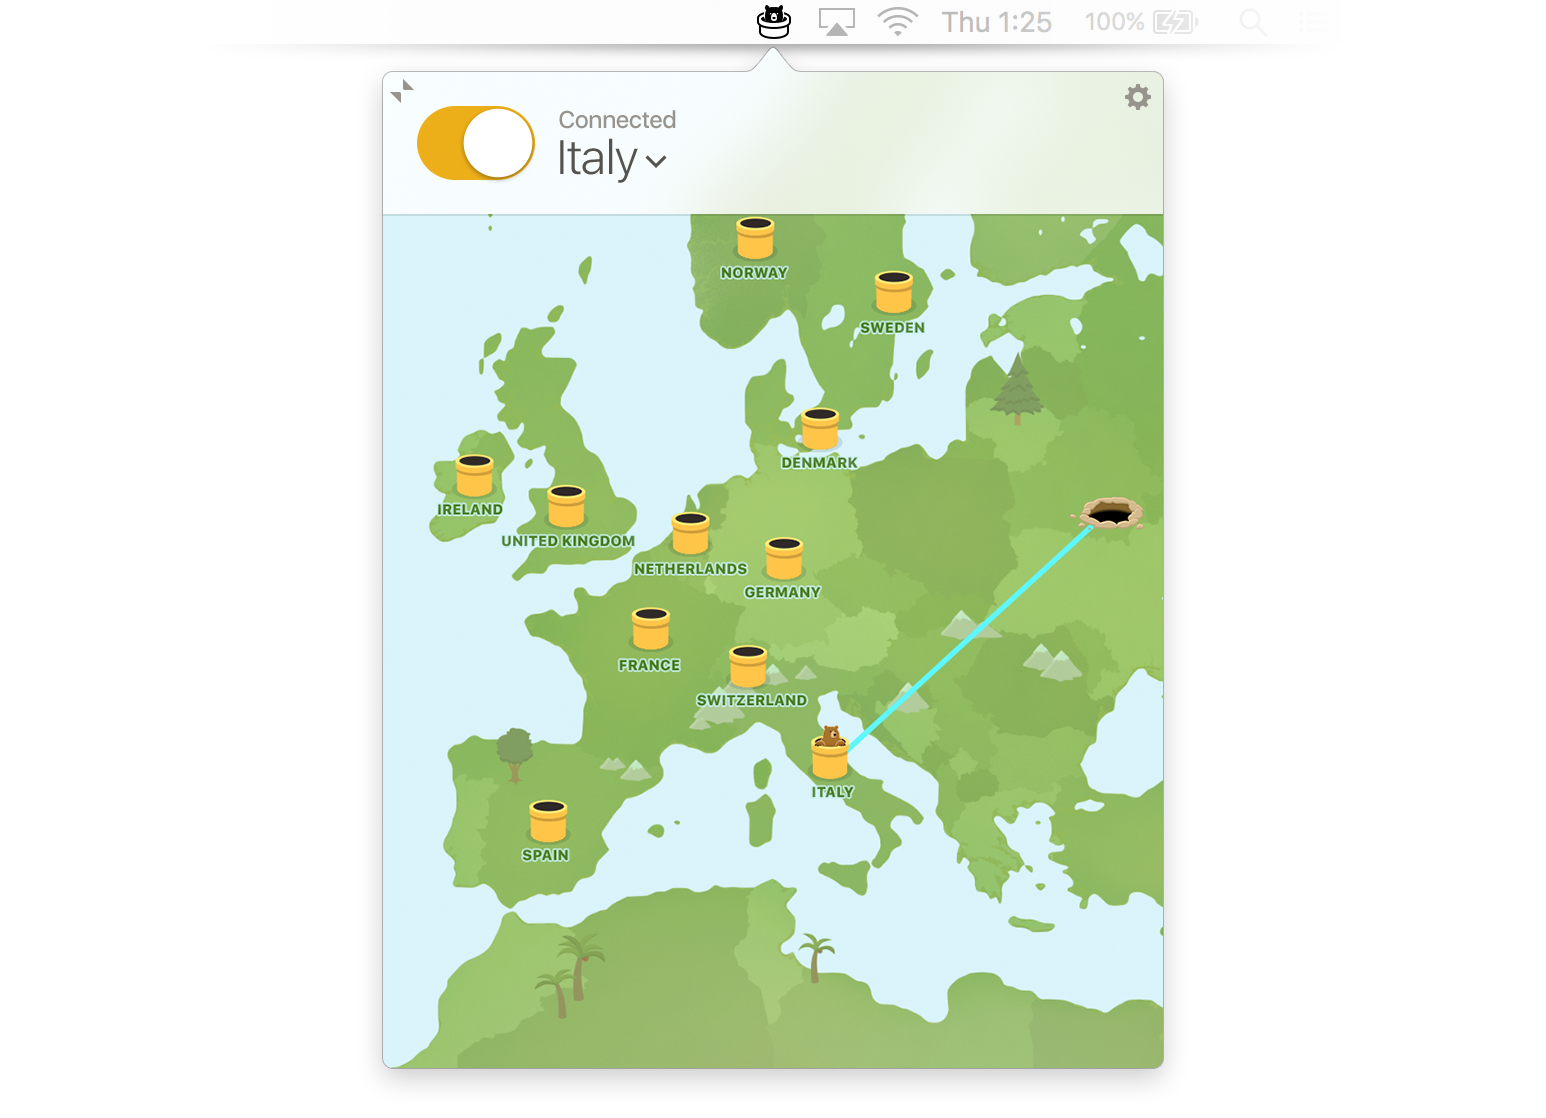 Thu 1:25
100%
Connected
Italy
NORWAY
SWEDEN
DENMARK
IRELAND
UNITED KINGDOM
NETHERLANDS
GERMANY
FRANCE
SWITZERLAND
ITALY
SPAIN